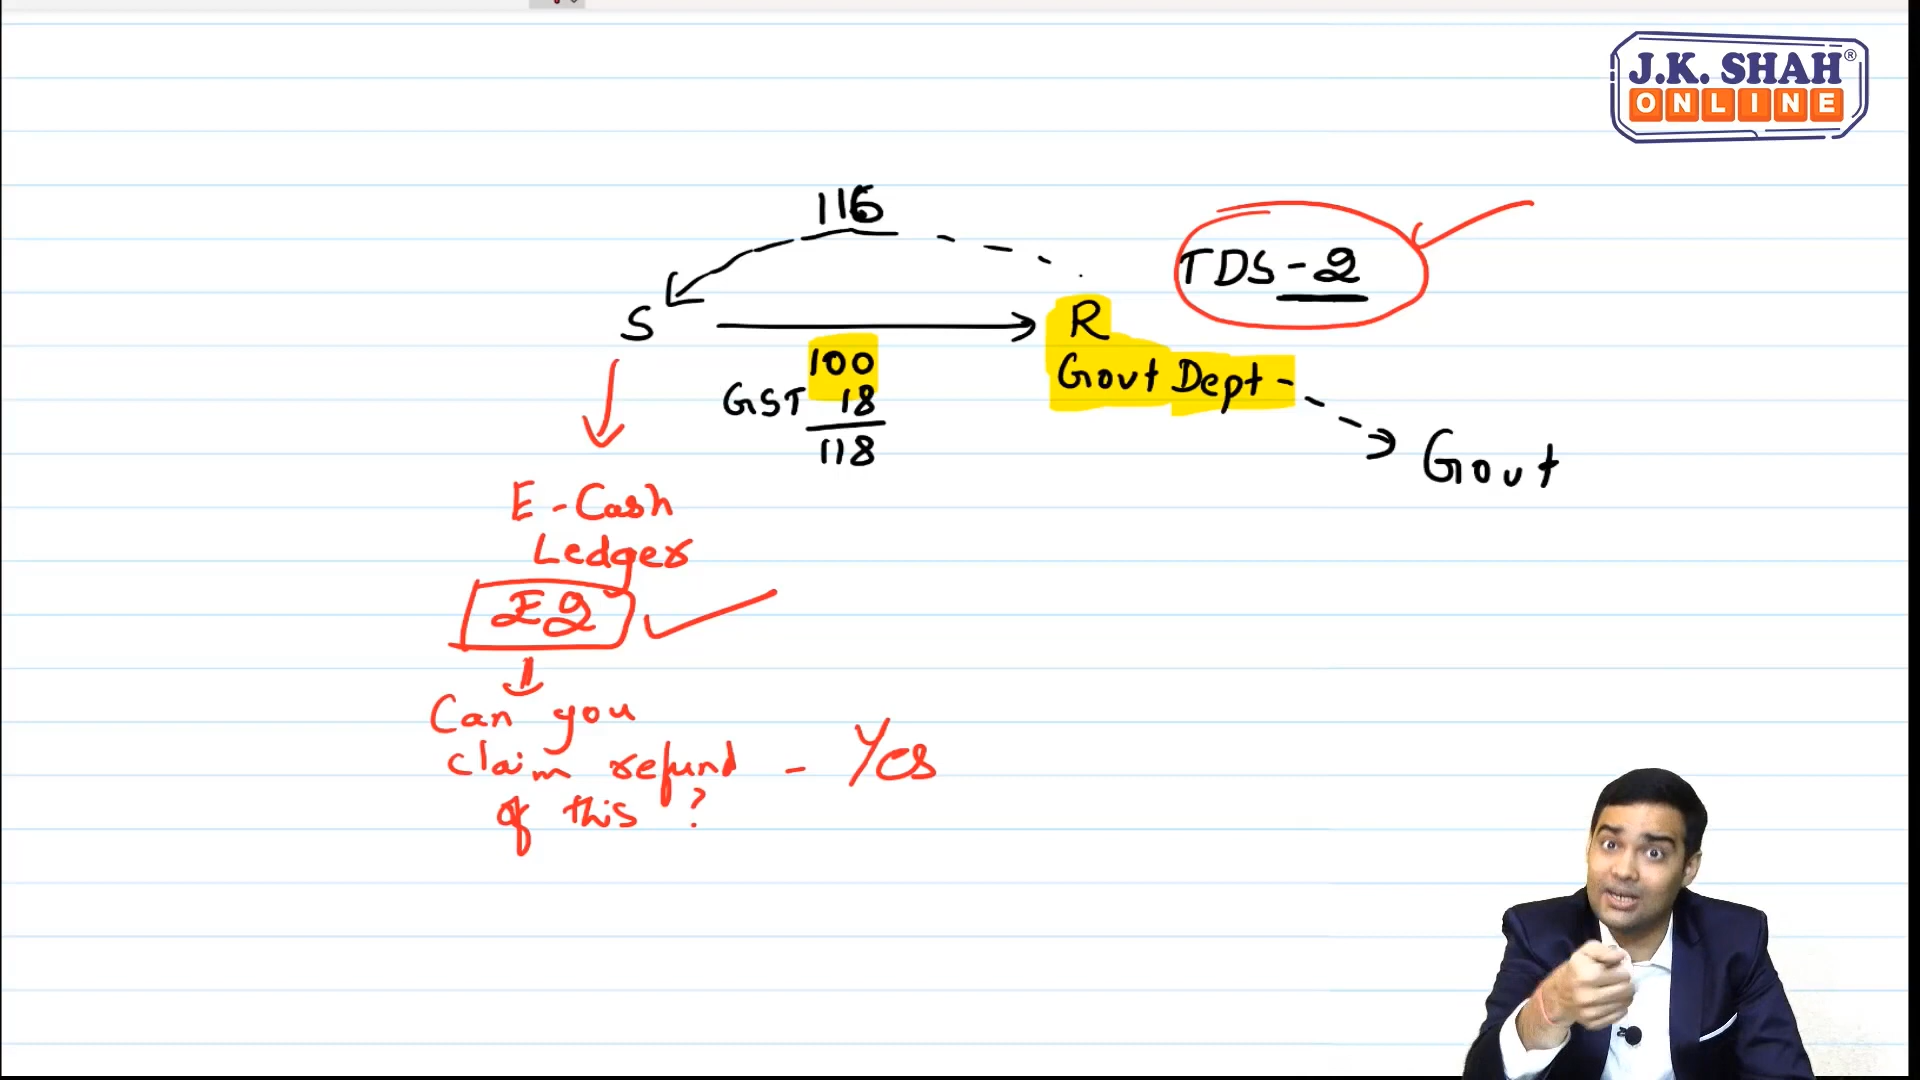 J.K. SHAH®
ONLINE
116
TDS - 2
S
R
100
GST 18
118
Govt Dept -
Govt
E - Cash
Ledger
₹2
Can you
claim refund - Yes
of this ?